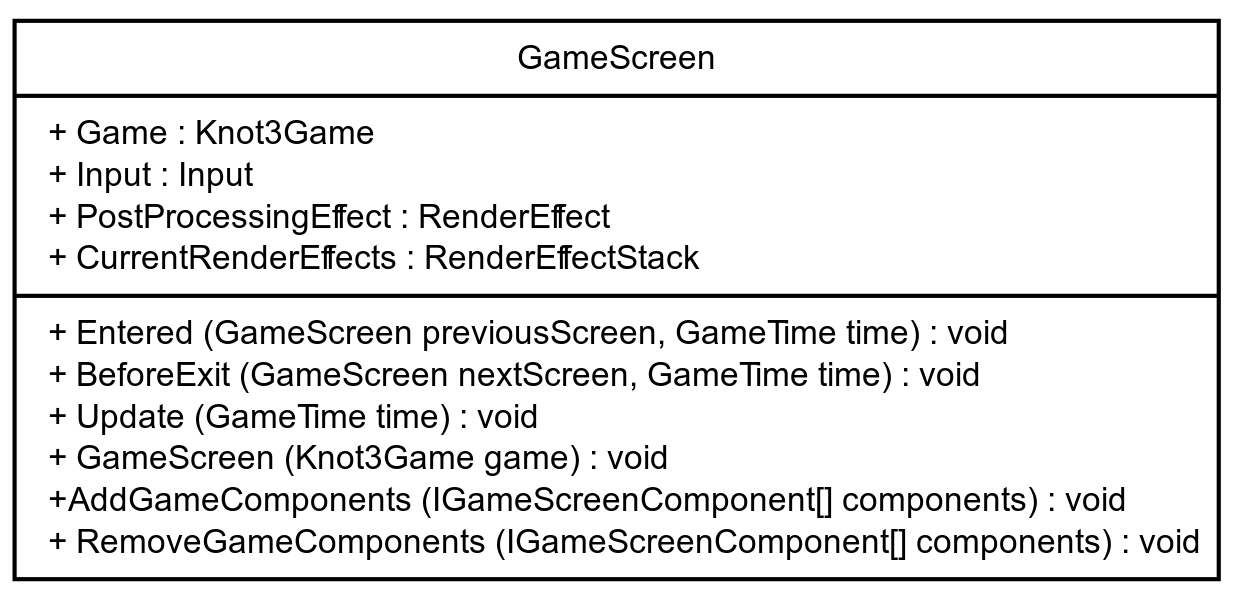 GameScreen
+ Game : Knot3Game
+ Input : Input
+ PostProcessingEffect : RenderEffect
+ CurrentRenderEffects : RenderEffectStack
+ Entered (GameScreen previousScreen, GameTime time) : void
+ BeforeExit (GameScreen nextScreen, GameTime time) : void
+ Update (GameTime time) : void
+ GameScreen (Knot3Game game) : void
+AddGameComponents (IGameScreenComponent[] components) : void
+ RemoveGameComponents (IGameScreenComponent[] components) : void